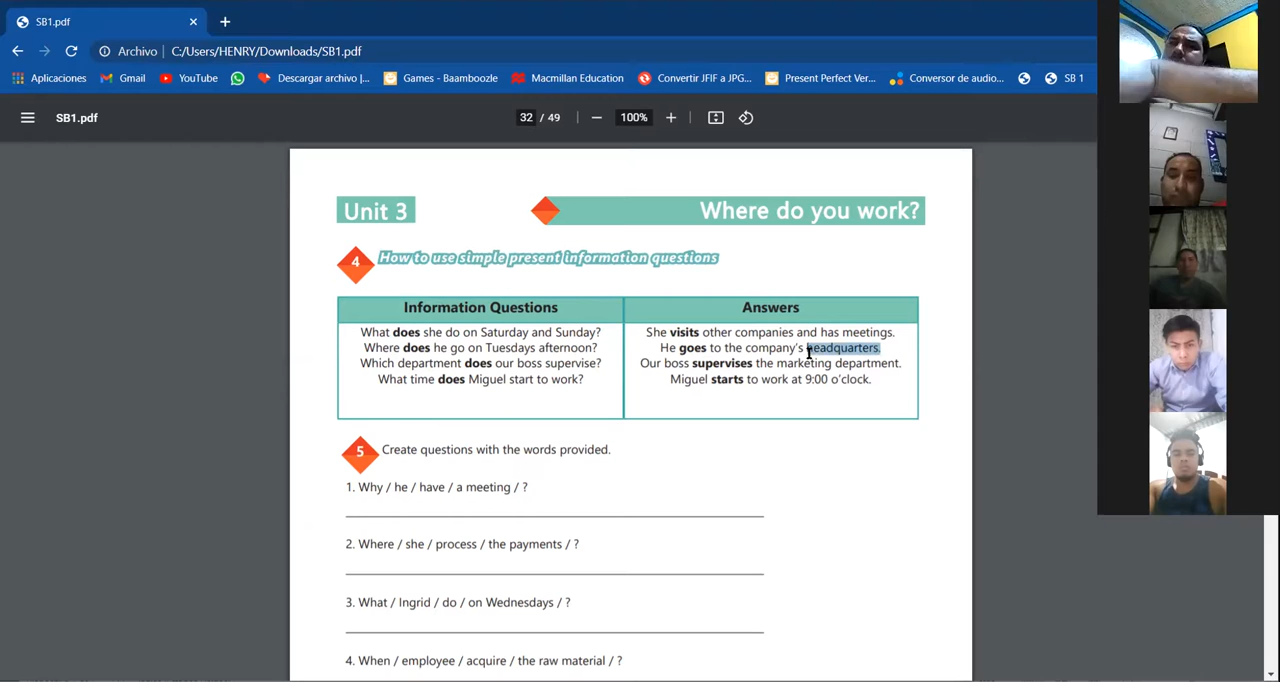 SB1.pdf
Archivo C:/Users/HENRY/Downloads/SB1.pdf
Aplicaciones Gmail YouTube Descargar archivo |... Games - Baamboozle Macmillan Education Convertir JFIF a JPG... Present Perfect Ver... Conversor de audio... SB 1
SB1.pdf 32 / 49 100%
Unit 3 Where do you work?
4 How to use simple present information questions
Information Questions Answers
What does she do on Saturday and Sunday? She visits other companies and has meetings.
Where does he go on Tuesdays afternoon? He goes to the company's headquarters.
Which department does our boss supervise? Our boss supervises the marketing department.
What time does Miguel start to work? Miguel starts to work at 9:00 o'clock.
5 Create questions with the words provided.
1. Why / he / have / a meeting / ?
2. Where / she / process / the payments / ?
3. What / Ingrid / do / on Wednesdays / ?
4. When / employee / acquire / the raw material / ?